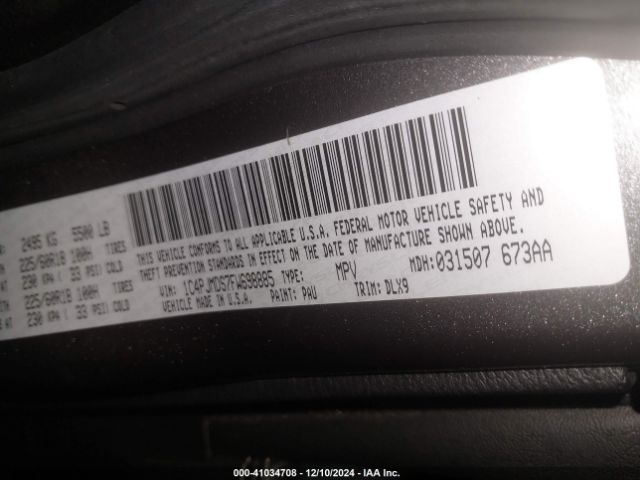 2495 KG 5500 LB
225/60R18 100H TIRES
230 KPA ( 33 PSI) COLD
225/60R18 100H TIRES
230 KPA ( 33 PSI) COLD
THIS VEHICLE CONFORMS TO ALL APPLICABLE U.S.A. FEDERAL MOTOR VEHICLE SAFETY AND
THEFT PREVENTION STANDARDS IN EFFECT ON THE DATE OF MANUFACTURE SHOWN ABOVE.
VIN: 1C4PJMDS7FW698885 TYPE: MPV MDH:031507 673AA
VEHICLE MADE IN U.S.A. PAINT: PAU TRIM: DLX9
000-41034708 - 12/10/2024 - IAA Inc.